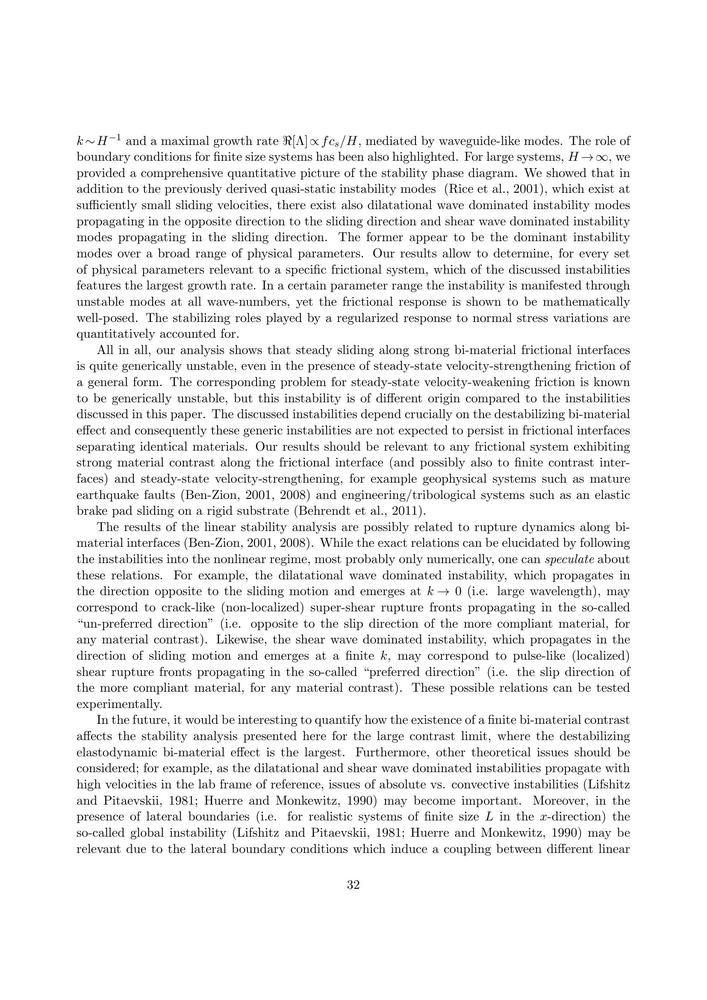 k∼H⁻¹ and a maximal growth rate ℜ[Λ]∝fcₛ/H, mediated by waveguide-like modes. The role of
boundary conditions for finite size systems has been also highlighted. For large systems, H→∞, we
provided a comprehensive quantitative picture of the stability phase diagram. We showed that in
addition to the previously derived quasi-static instability modes (Rice et al., 2001), which exist at
sufficiently small sliding velocities, there exist also dilatational wave dominated instability modes
propagating in the opposite direction to the sliding direction and shear wave dominated instability
modes propagating in the sliding direction. The former appear to be the dominant instability
modes over a broad range of physical parameters. Our results allow to determine, for every set
of physical parameters relevant to a specific frictional system, which of the discussed instabilities
features the largest growth rate. In a certain parameter range the instability is manifested through
unstable modes at all wave-numbers, yet the frictional response is shown to be mathematically
well-posed. The stabilizing roles played by a regularized response to normal stress variations are
quantitatively accounted for.
All in all, our analysis shows that steady sliding along strong bi-material frictional interfaces
is quite generically unstable, even in the presence of steady-state velocity-strengthening friction of
a general form. The corresponding problem for steady-state velocity-weakening friction is known
to be generically unstable, but this instability is of different origin compared to the instabilities
discussed in this paper. The discussed instabilities depend crucially on the destabilizing bi-material
effect and consequently these generic instabilities are not expected to persist in frictional interfaces
separating identical materials. Our results should be relevant to any frictional system exhibiting
strong material contrast along the frictional interface (and possibly also to finite contrast inter-
faces) and steady-state velocity-strengthening, for example geophysical systems such as mature
earthquake faults (Ben-Zion, 2001, 2008) and engineering/tribological systems such as an elastic
brake pad sliding on a rigid substrate (Behrendt et al., 2011).
The results of the linear stability analysis are possibly related to rupture dynamics along bi-
material interfaces (Ben-Zion, 2001, 2008). While the exact relations can be elucidated by following
the instabilities into the nonlinear regime, most probably only numerically, one can speculate about
these relations. For example, the dilatational wave dominated instability, which propagates in
the direction opposite to the sliding motion and emerges at k → 0 (i.e. large wavelength), may
correspond to crack-like (non-localized) super-shear rupture fronts propagating in the so-called
“un-preferred direction” (i.e. opposite to the slip direction of the more compliant material, for
any material contrast). Likewise, the shear wave dominated instability, which propagates in the
direction of sliding motion and emerges at a finite k, may correspond to pulse-like (localized)
shear rupture fronts propagating in the so-called “preferred direction” (i.e. the slip direction of
the more compliant material, for any material contrast). These possible relations can be tested
experimentally.
In the future, it would be interesting to quantify how the existence of a finite bi-material contrast
affects the stability analysis presented here for the large contrast limit, where the destabilizing
elastodynamic bi-material effect is the largest. Furthermore, other theoretical issues should be
considered; for example, as the dilatational and shear wave dominated instabilities propagate with
high velocities in the lab frame of reference, issues of absolute vs. convective instabilities (Lifshitz
and Pitaevskii, 1981; Huerre and Monkewitz, 1990) may become important. Moreover, in the
presence of lateral boundaries (i.e. for realistic systems of finite size L in the x-direction) the
so-called global instability (Lifshitz and Pitaevskii, 1981; Huerre and Monkewitz, 1990) may be
relevant due to the lateral boundary conditions which induce a coupling between different linear
32